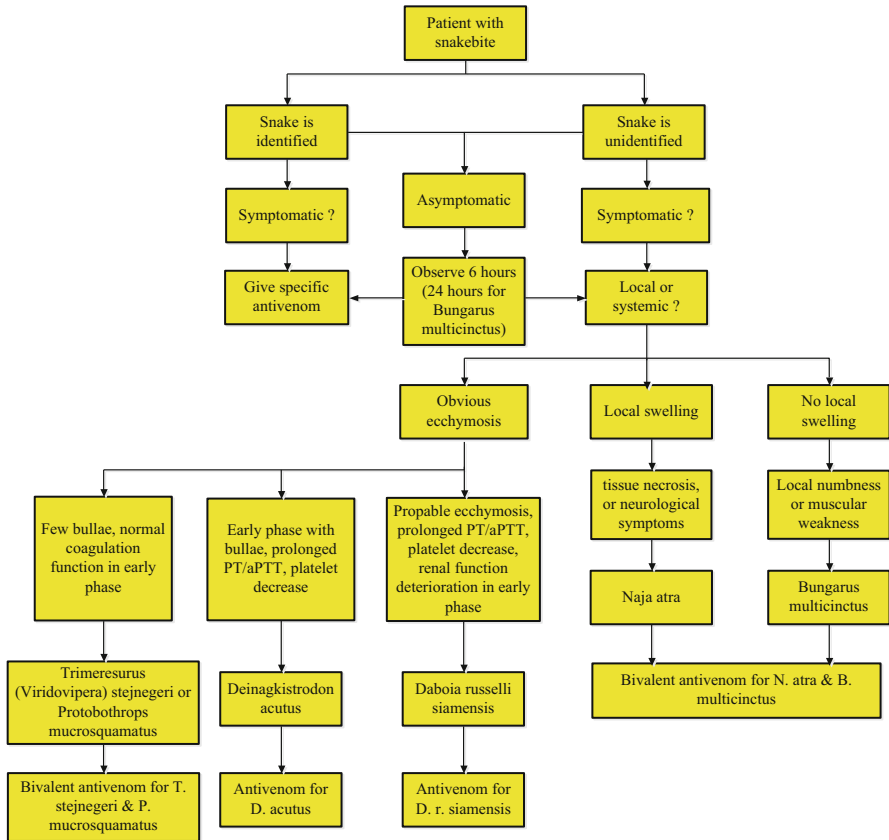 Patient with
snakebite
Snake is
identified
Snake is
unidentified
Symptomatic ?
Asymptomatic
Symptomatic ?
Give specific
antivenom
Observe 6 hours
(24 hours for
Bungarus
multicinctus)
Local or
systemic ?
Obvious
ecchymosis
Local swelling
No local
swelling
Few bullae, normal
coagulation
function in early
phase
Early phase with
bullae, prolonged
PT/aPTT, platelet
decrease
Propable ecchymosis,
prolonged PT/aPTT,
platelet decrease,
renal function
deterioration in early
phase
tissue necrosis,
or neurological
symptoms
Local numbness
or muscular
weakness
Naja atra
Bungarus
multicinctus
Trimeresurus
(Viridovipera) stejnegeri or
Protobothrops
mucrosquamatus
Deinagkistrodon
acutus
Daboia russelli
siamensis
Bivalent antivenom for N. atra & B.
multicinctus
Bivalent antivenom for T.
stejnegeri & P.
mucrosquamatus
Antivenom for
D. acutus
Antivenom for
D. r. siamensis